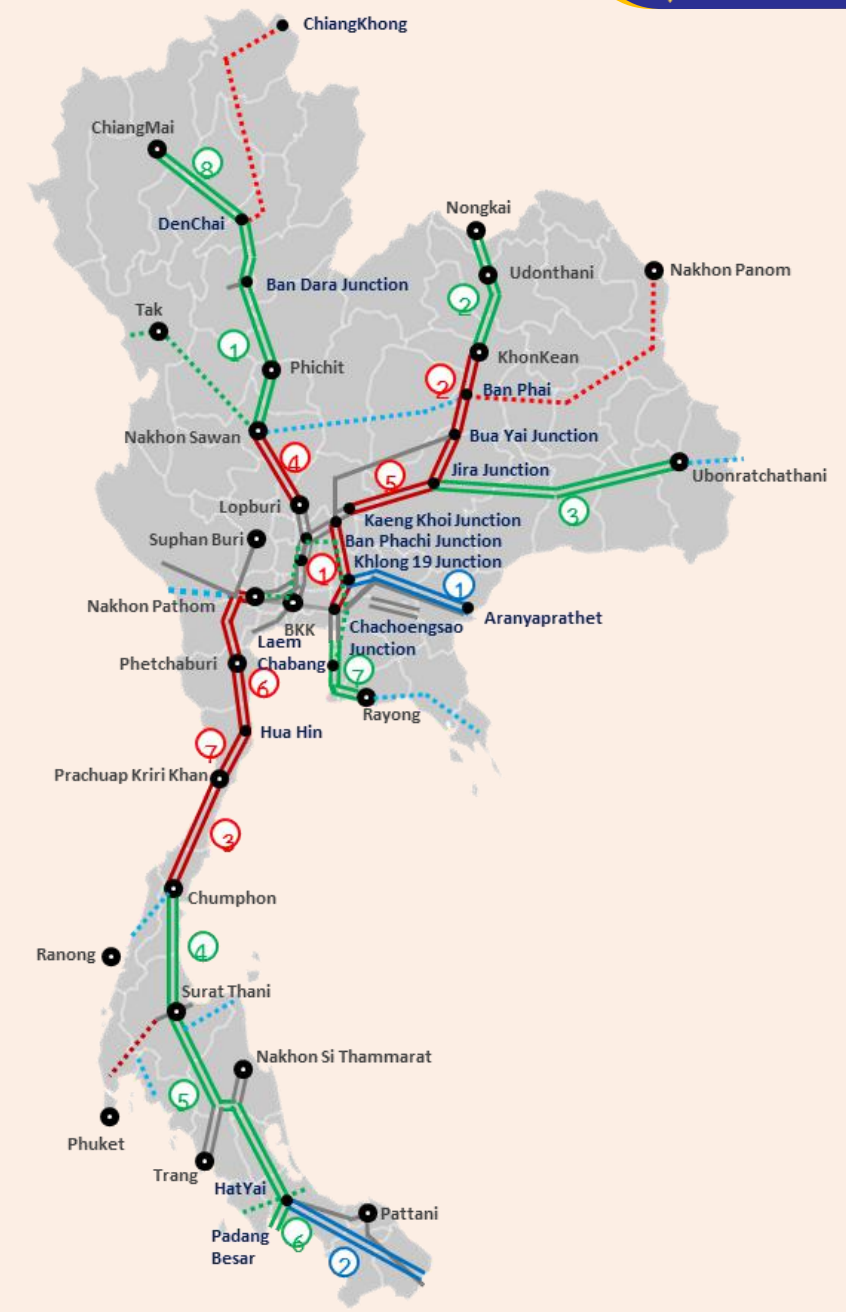 ChiangKhong
ChiangMai
8
DenChai
Nongkai
Udonthani
Nakhon Panom
Ban Dara Junction
2
Tak
1
Phichit
KhonKean
2
Ban Phai
Nakhon Sawan
Bua Yai Junction
4
5
Jira Junction
Ubonratchathani
Lopburi
3
Kaeng Khoi Junction
Suphan Buri
Ban Phachi Junction
1
Khlong 19 Junction
1
Nakhon Pathom
Aranyaprathet
BKK
Chachoengsao
Junction
Laem
Chabang
Phetchaburi
7
6
Rayong
Hua Hin
7
Prachuap Kriri Khan
3
Chumphon
4
Ranong
Surat Thani
Nakhon Si Thammarat
5
Phuket
Trang
HatYai
Pattani
Padang
Besar
6
2